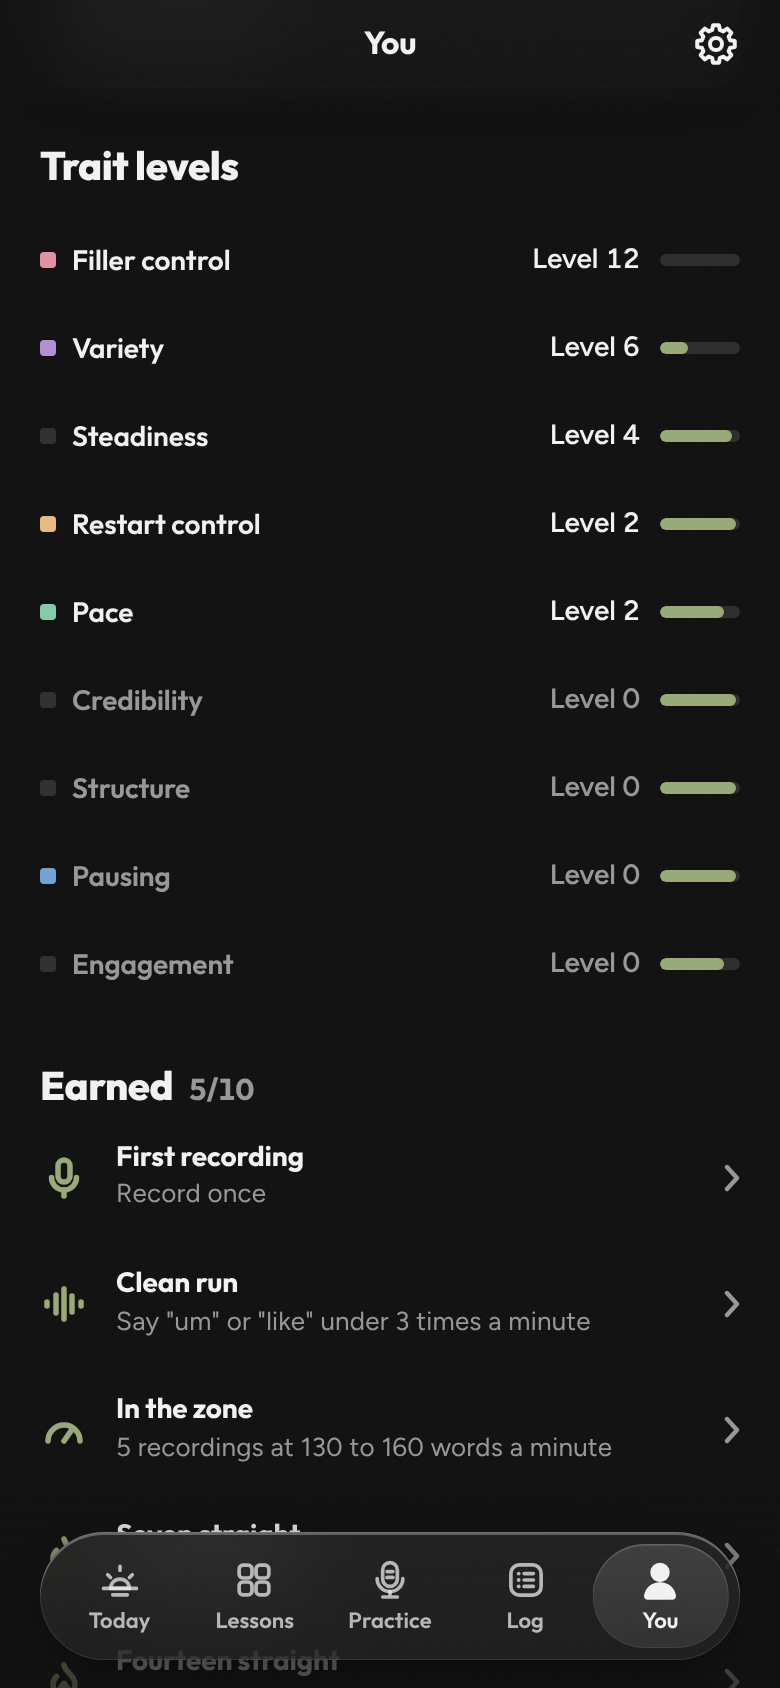 You
Trait levels
Filler control Level 12
Variety Level 6
Steadiness Level 4
Restart control Level 2
Pace Level 2
Credibility Level 0
Structure Level 0
Pausing Level 0
Engagement Level 0
Earned 5/10
First recording
Record once
Clean run
Say "um" or "like" under 3 times a minute
In the zone
5 recordings at 130 to 160 words a minute
Seven straight
Today Lessons Practice Log You
Fourteen straight